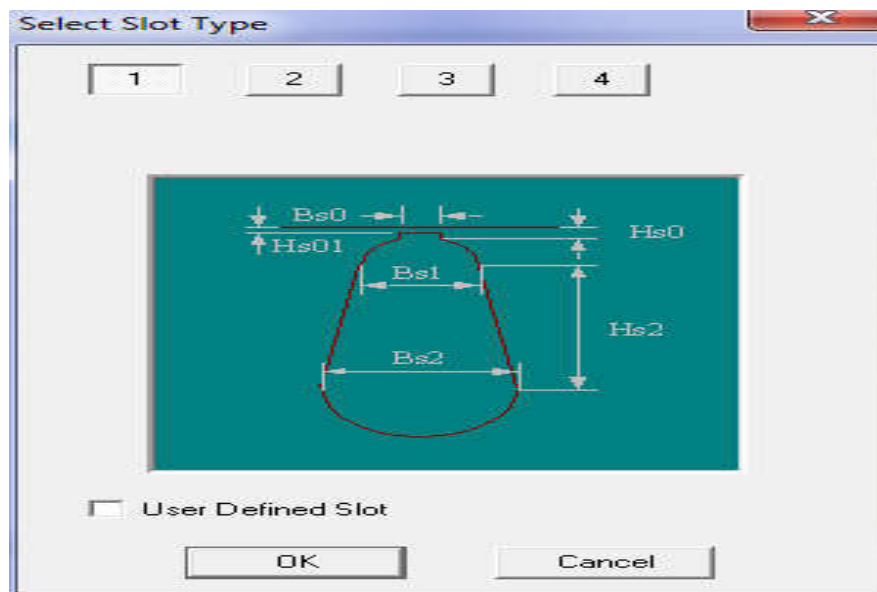 Select Slot Type
1 2 3 4
Bs0
Hs0
Hs01
Bs1
Hs2
Bs2
User Defined Slot
OK Cancel